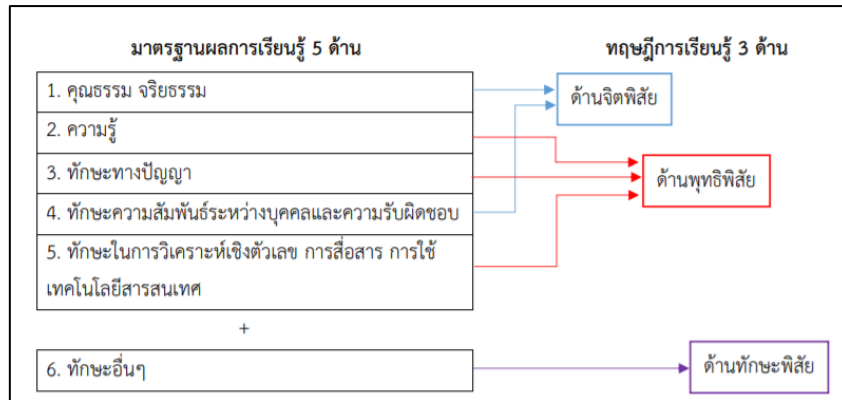 มาตรฐานผลการเรียนรู้ 5 ด้าน
ทฤษฎีการเรียนรู้ 3 ด้าน
1. คุณธรรม จริยธรรม
ด้านจิตพิสัย
2. ความรู้
3. ทักษะทางปัญญา
ด้านพุทธิพิสัย
4. ทักษะความสัมพันธ์ระหว่างบุคคลและความรับผิดชอบ
5. ทักษะในการวิเคราะห์เชิงตัวเลข การสื่อสาร การใช้
เทคโนโลยีสารสนเทศ
+
6. ทักษะอื่นๆ
ด้านทักษะพิสัย